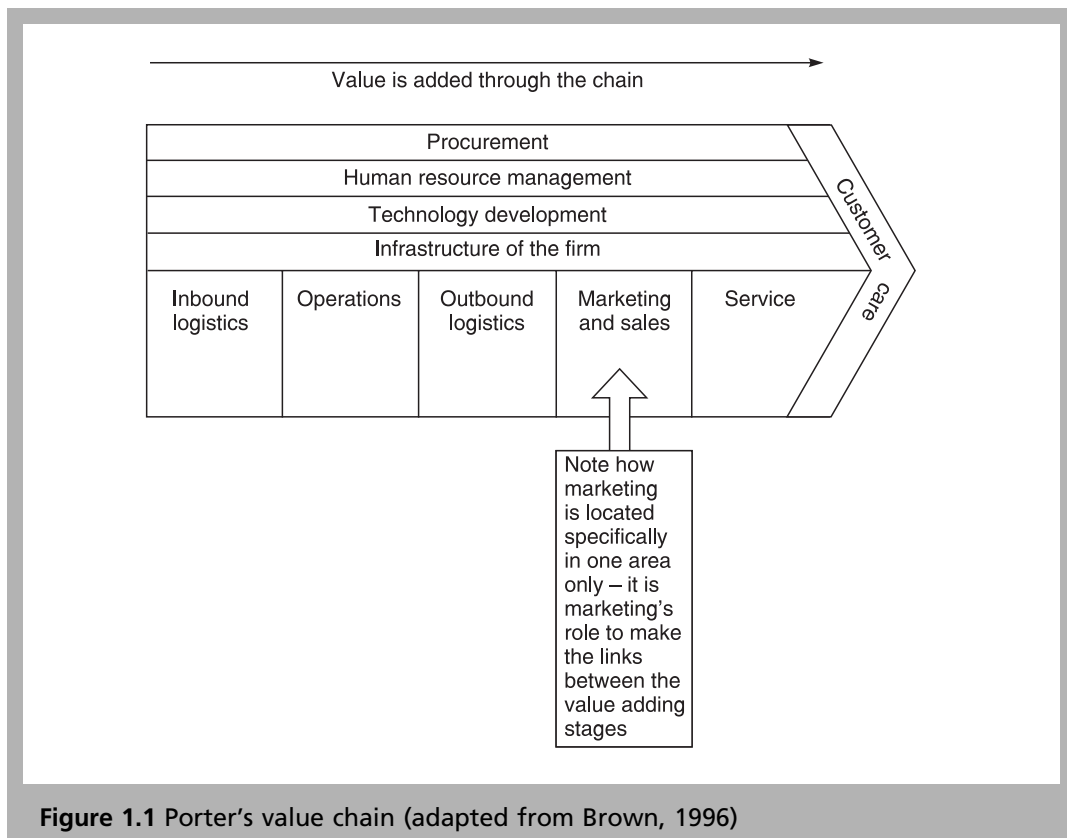 Value is added through the chain
Procurement
Human resource management
Technology development
Infrastructure of the firm
Customer
care
Inbound
logistics
Operations
Outbound
logistics
Marketing
and sales
Service
Note how
marketing
is located
specifically
in one area
only – it is
marketing's
role to make
the links
between the
value adding
stages
Figure 1.1 Porter's value chain (adapted from Brown, 1996)